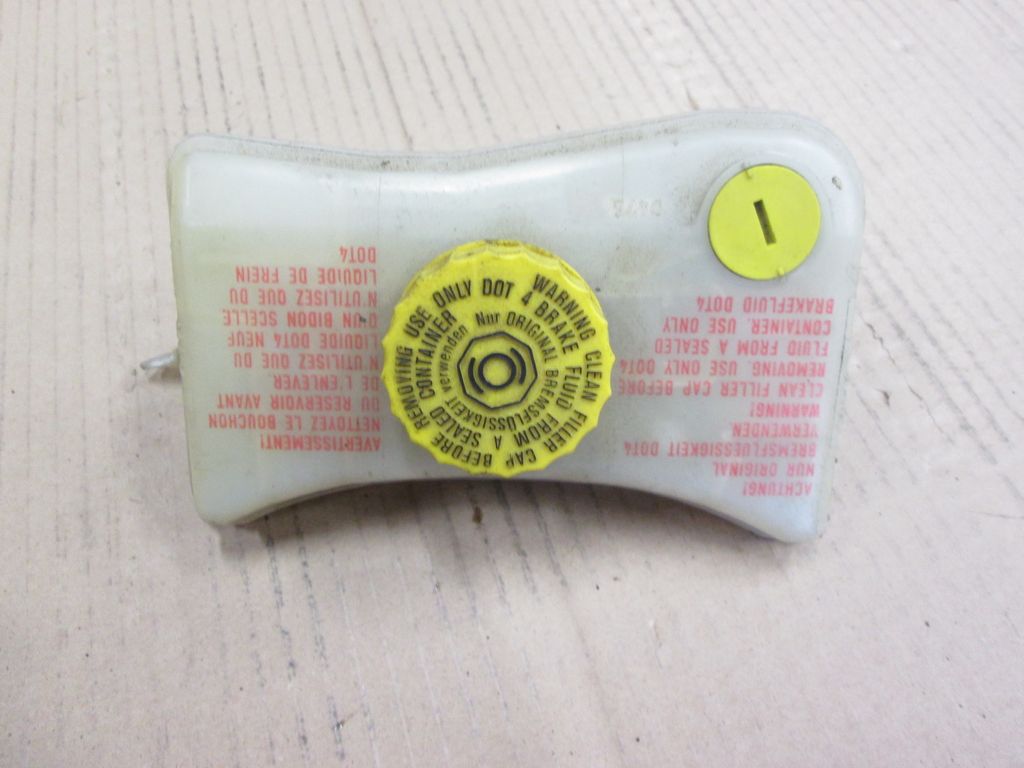 ACHTUNG!
NUR ORIGINAL
BREMSFLUESSIGKEIT DOT4
VERWENDEN.
WARNING!
CLEAN FILLER CAP BEFORE
REMOVING. USE ONLY DOT4
FLUID FROM A SEALED
CONTAINER. USE ONLY
BRAKEFLUID DOT4
WARNING CLEAN FILLER CAP BEFORE REMOVING USE ONLY DOT
4 BRAKE FLUID FROM A SEALED CONTAINER
Nur ORIGINAL BREMSFLÜSSIGKEIT verwenden
AVERTISSEMENT!
NETTOYEZ LE BOUCHON
DU RESERVOIR AVANT
DE L'ENLEVER.
N'UTILISEZ QUE DU
LIQUIDE DOT4 NEUF
D'UN BIDON SCELLE.
N'UTILISEZ QUE DU
LIQUIDE DE FREIN
DOT4